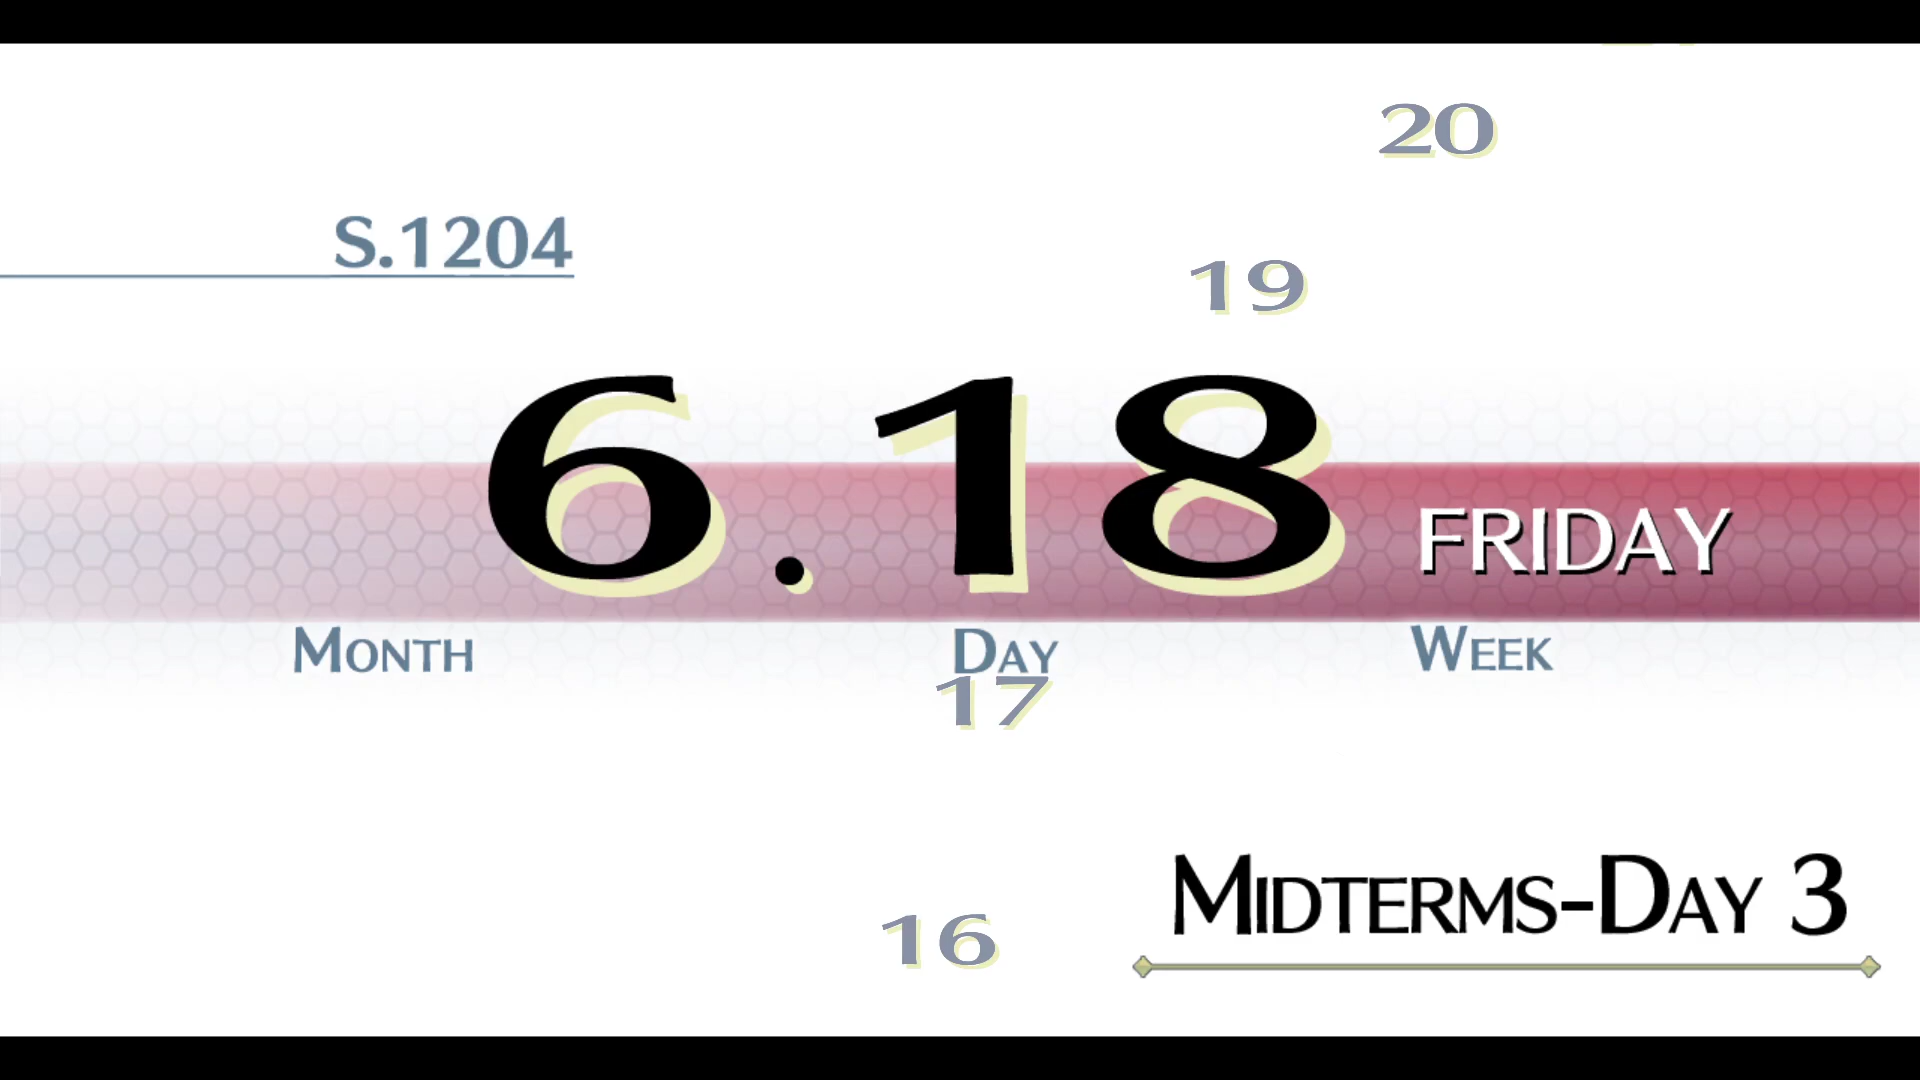 20
S.1204
19
6.18 FRIDAY
MONTH DAY WEEK
17
MIDTERMS-DAY 3
16